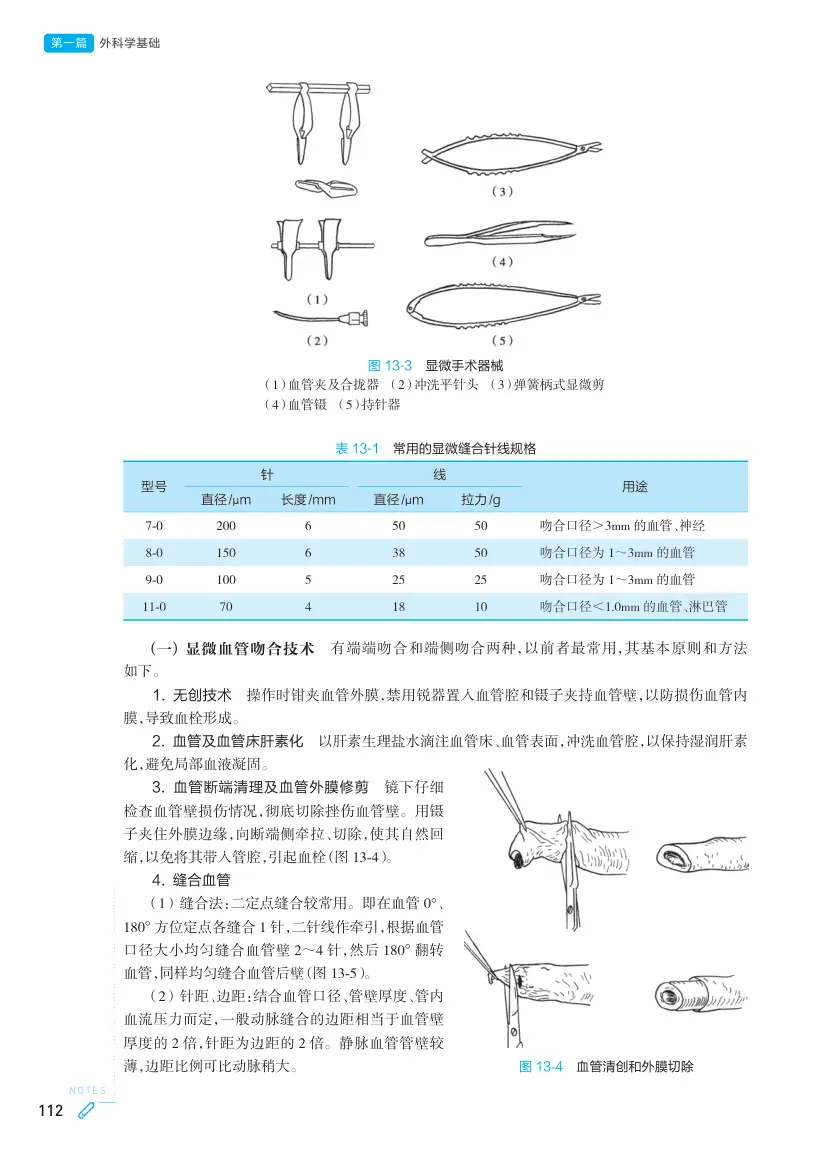 第一篇 外科学基础
（1）
（2）
（3）
（4）
（5）
图 13-3 显微手术器械
（1）血管夹及合拢器 （2）冲洗平针头 （3）弹簧柄式显微剪
（4）血管镊 （5）持针器
表 13-1 常用的显微缝合针线规格
型号 针 线 用途
直径/μm 长度/mm 直径/μm 拉力/g
7-0 200 6 50 50 吻合口径＞3mm 的血管、神经
8-0 150 6 38 50 吻合口径为 1～3mm 的血管
9-0 100 5 25 25 吻合口径为 1～3mm 的血管
11-0 70 4 18 10 吻合口径＜1.0mm 的血管、淋巴管
（一）显微血管吻合技术 有端端吻合和端侧吻合两种，以前者最常用，其基本原则和方法
如下。
1. 无创技术 操作时钳夹血管外膜，禁用锐器置入血管腔和镊子夹持血管壁，以防损伤血管内
膜，导致血栓形成。
2. 血管及血管床肝素化 以肝素生理盐水滴注血管床、血管表面，冲洗血管腔，以保持湿润肝素
化，避免局部血液凝固。
3. 血管断端清理及血管外膜修剪 镜下仔细
检查血管壁损伤情况，彻底切除挫伤血管壁。用镊
子夹住外膜边缘，向断端侧牵拉、切除，使其自然回
缩，以免将其带入管腔，引起血栓（图 13-4）。
4. 缝合血管
（1）缝合法：二定点缝合较常用。即在血管 0°、
180° 方位定点各缝合 1 针，二针线作牵引，根据血管
口径大小均匀缝合血管壁 2～4 针，然后 180° 翻转
血管，同样均匀缝合血管后壁（图 13-5）。
（2）针距、边距：结合血管口径、管壁厚度、管内
血流压力而定，一般动脉缝合的边距相当于血管壁
厚度的 2 倍，针距为边距的 2 倍。静脉血管管壁较
薄，边距比例可比动脉稍大。
图 13-4 血管清创和外膜切除
NOTES
112